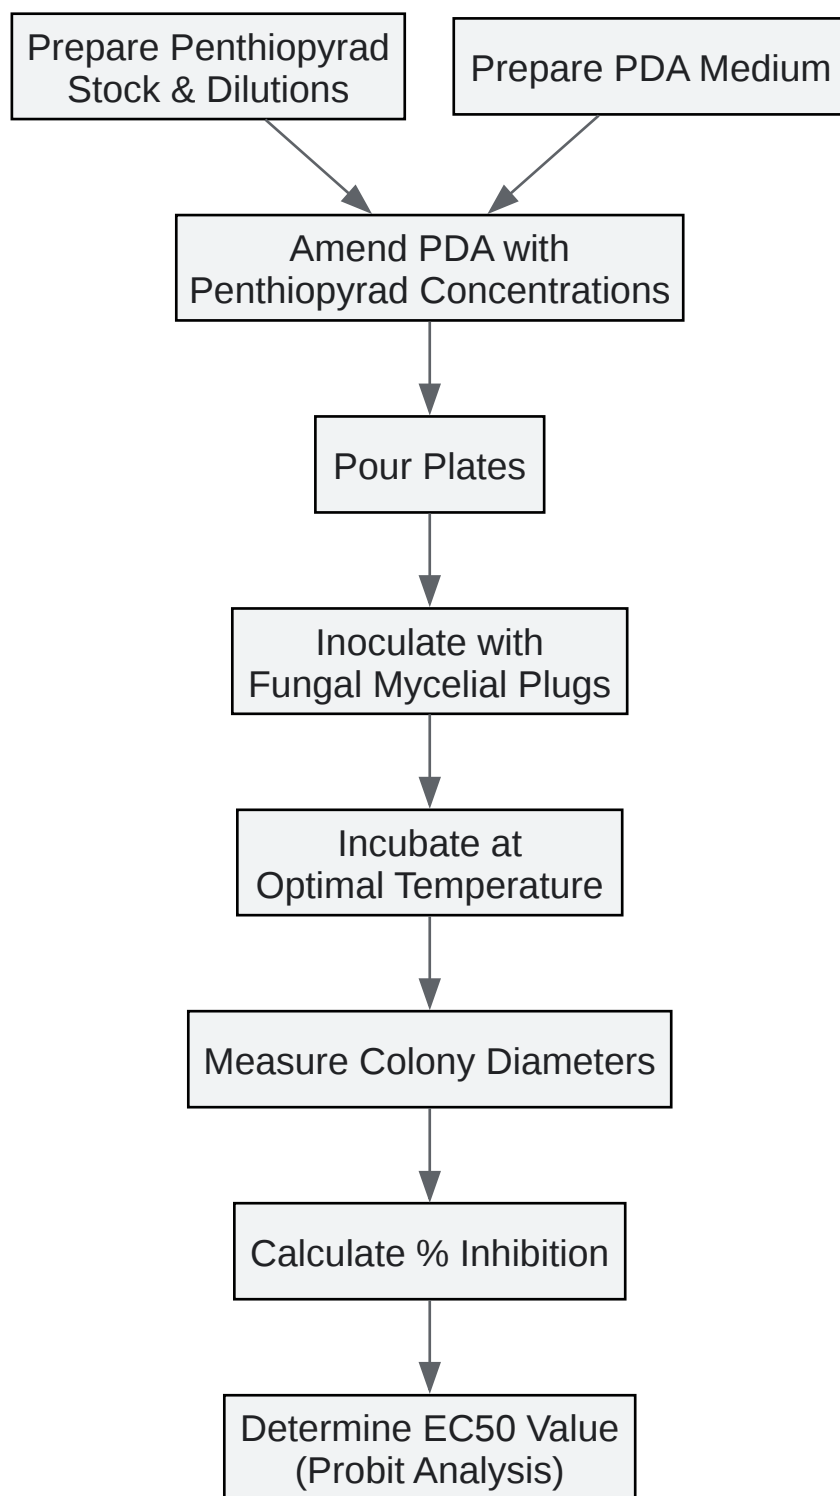 Prepare Penthiopyrad
Stock & Dilutions
Prepare PDA Medium
Amend PDA with
Penthiopyrad Concentrations
Pour Plates
Inoculate with
Fungal Mycelial Plugs
Incubate at
Optimal Temperature
Measure Colony Diameters
Calculate % Inhibition
Determine EC50 Value
(Probit Analysis)